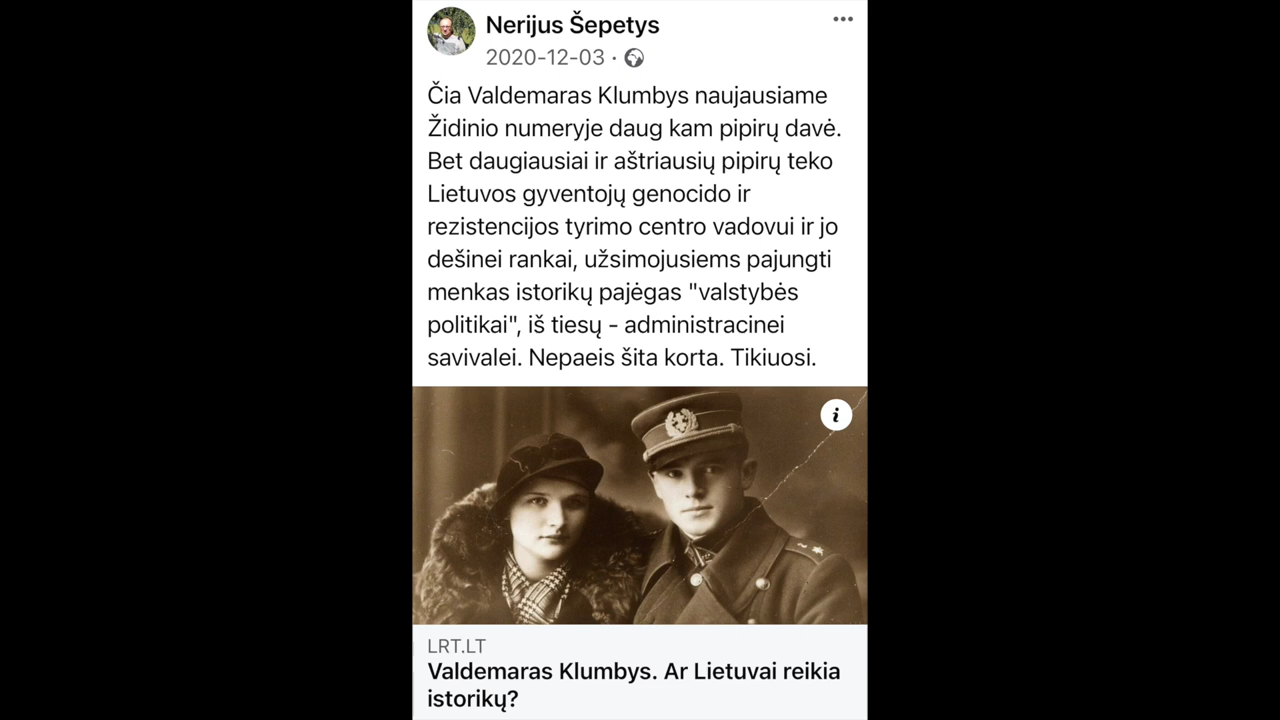 Nerijus Šepetys
2020-12-03 ·
Čia Valdemaras Klumbys naujausiame
Židinio numeryje daug kam pipirų davė.
Bet daugiausiai ir aštriausių pipirų teko
Lietuvos gyventojų genocido ir
rezistencijos tyrimo centro vadovui ir jo
dešinei rankai, užsimojusiems pajungti
menkas istorikų pajėgas "valstybės
politikai", iš tiesų - administracinei
savivalei. Nepaeis šita korta. Tikiuosi.
LRT.LT
Valdemaras Klumbys. Ar Lietuvai reikia
istorikų?